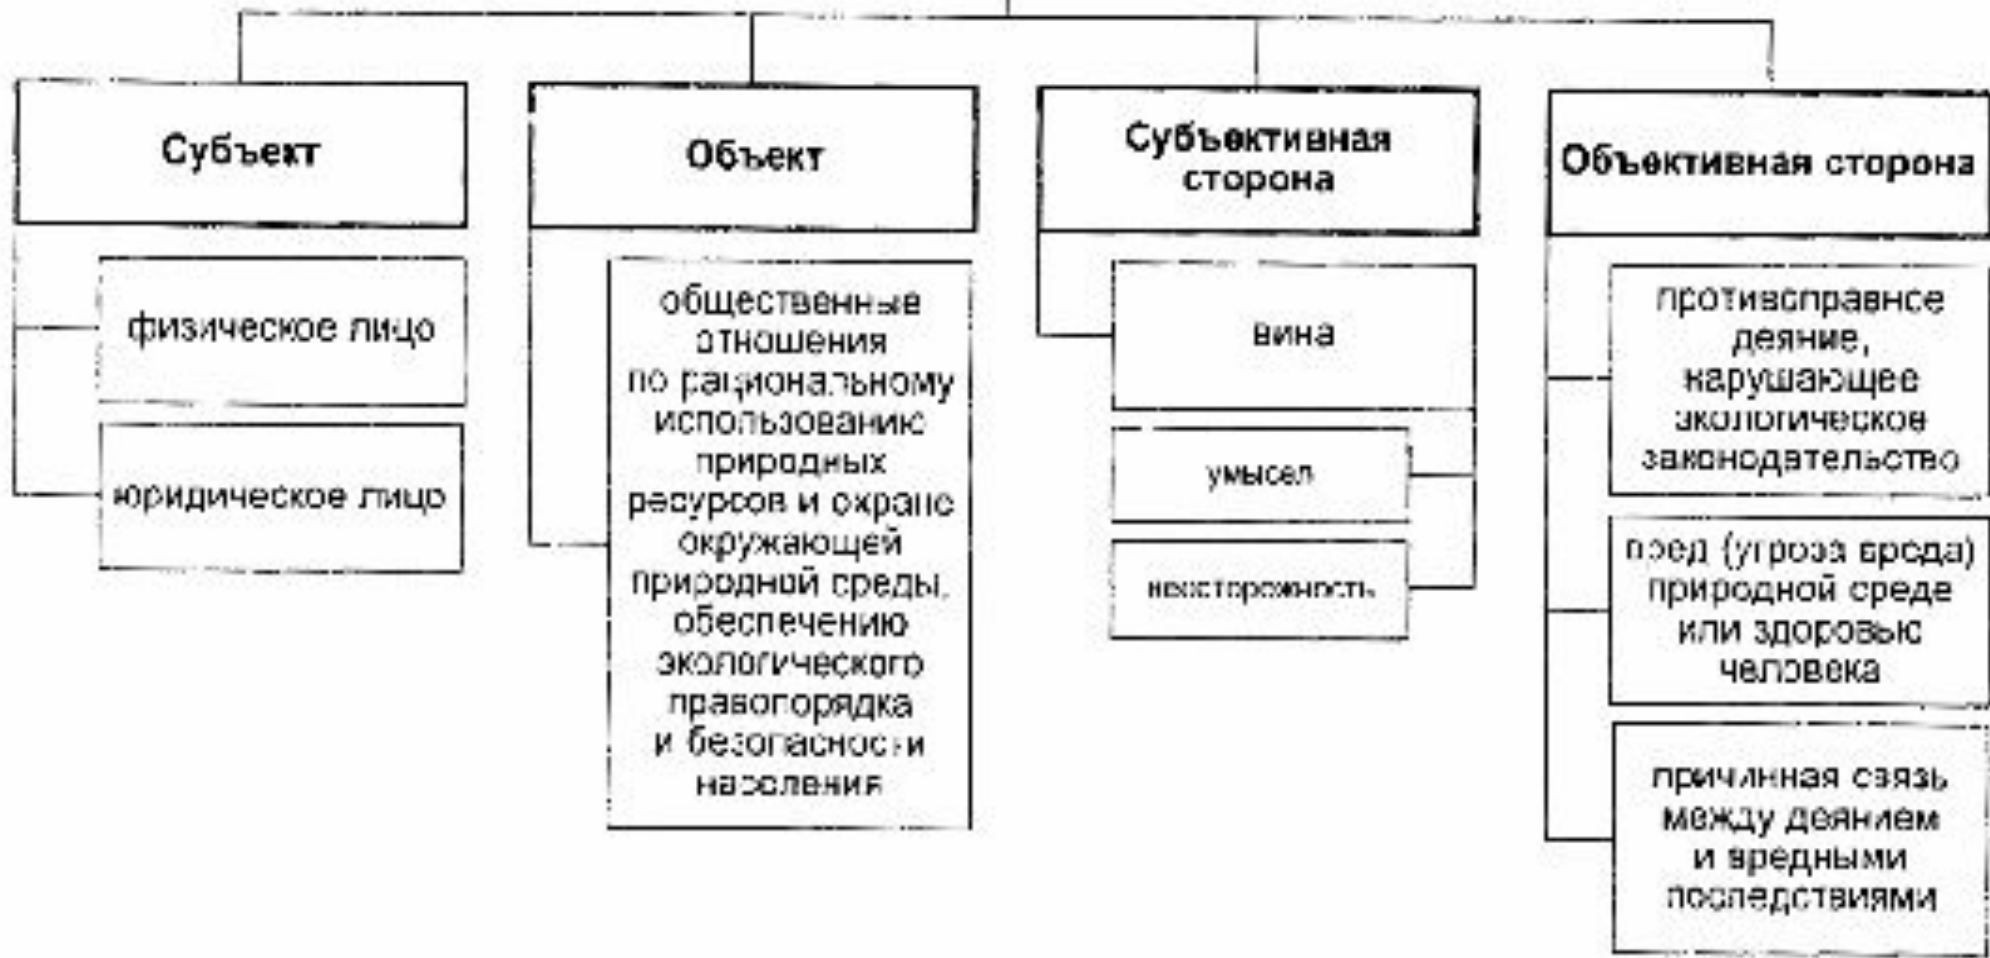 Субъект
физическое лицо
юридическое лицо
Объект
общественные
отношения
по рациональному
использованию
природных
ресурсов и охране
окружающей
природной среды,
обеспечению
экологического
правопорядка
и безопасности
населения
Субъективная
сторона
вина
умысел
неосторожность
Объективная сторона
противоправное
деяние,
нарушающее
экологическое
законодательство
вред (угроза вреда)
природной среде
или здоровью
человека
причинная связь
между деянием
и вредными
последствиями